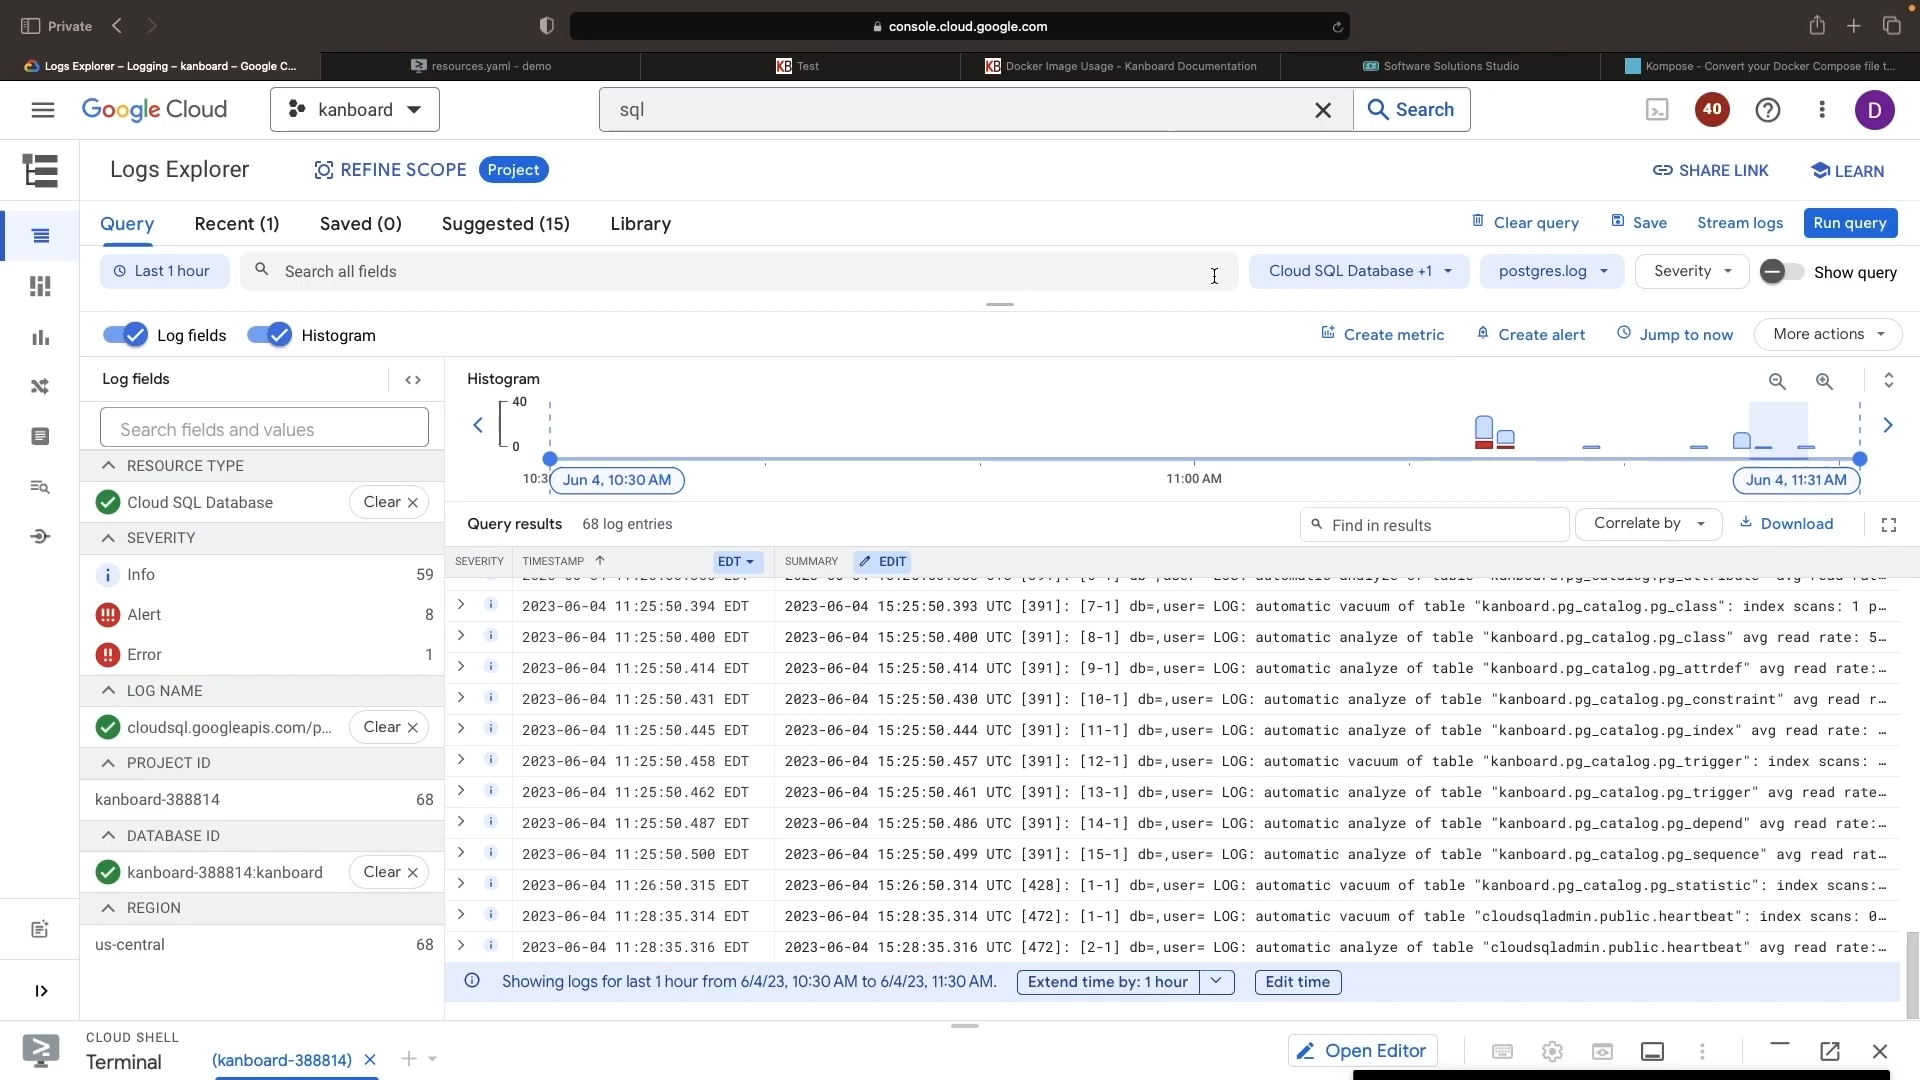 Private
console.cloud.google.com
Logs Explorer – Logging – kanboard – Google C...
resources.yaml - demo
KB Test
KB Docker Image Usage - Kanboard Documentation
Software Solutions Studio
Kompose - Convert your Docker Compose file t...
Google Cloud
kanboard
sql
Search
40
D
Logs Explorer
REFINE SCOPE
Project
SHARE LINK
LEARN
Query
Recent (1)
Saved (0)
Suggested (15)
Library
Clear query
Save
Stream logs
Run query
Last 1 hour
Search all fields
Cloud SQL Database +1
postgres.log
Severity
Show query
Log fields
Histogram
Create metric
Create alert
Jump to now
More actions
Log fields
Search fields and values
RESOURCE TYPE
Cloud SQL Database
Clear
SEVERITY
Info 59
Alert 8
Error 1
LOG NAME
cloudsql.googleapis.com/p...
Clear
PROJECT ID
kanboard-388814 68
DATABASE ID
kanboard-388814:kanboard
Clear
REGION
us-central 68
Histogram
40
0
10:3
Jun 4, 10:30 AM
11:00 AM
Jun 4, 11:31 AM
Query results 68 log entries
Find in results
Correlate by
Download
SEVERITY TIMESTAMP EDT SUMMARY EDIT
2023-06-04 11:25:50.394 EDT 2023-06-04 15:25:50.393 UTC [391]: [7-1] db=,user= LOG: automatic vacuum of table "kanboard.pg_catalog.pg_class": index scans: 1 p…
2023-06-04 11:25:50.400 EDT 2023-06-04 15:25:50.400 UTC [391]: [8-1] db=,user= LOG: automatic analyze of table "kanboard.pg_catalog.pg_class" avg read rate: 5…
2023-06-04 11:25:50.414 EDT 2023-06-04 15:25:50.414 UTC [391]: [9-1] db=,user= LOG: automatic analyze of table "kanboard.pg_catalog.pg_attrdef" avg read rate:…
2023-06-04 11:25:50.431 EDT 2023-06-04 15:25:50.430 UTC [391]: [10-1] db=,user= LOG: automatic analyze of table "kanboard.pg_catalog.pg_constraint" avg read r…
2023-06-04 11:25:50.445 EDT 2023-06-04 15:25:50.444 UTC [391]: [11-1] db=,user= LOG: automatic analyze of table "kanboard.pg_catalog.pg_index" avg read rate: …
2023-06-04 11:25:50.458 EDT 2023-06-04 15:25:50.457 UTC [391]: [12-1] db=,user= LOG: automatic vacuum of table "kanboard.pg_catalog.pg_trigger": index scans: …
2023-06-04 11:25:50.462 EDT 2023-06-04 15:25:50.461 UTC [391]: [13-1] db=,user= LOG: automatic analyze of table "kanboard.pg_catalog.pg_trigger" avg read rate…
2023-06-04 11:25:50.487 EDT 2023-06-04 15:25:50.486 UTC [391]: [14-1] db=,user= LOG: automatic analyze of table "kanboard.pg_catalog.pg_depend" avg read rate:…
2023-06-04 11:25:50.500 EDT 2023-06-04 15:25:50.499 UTC [391]: [15-1] db=,user= LOG: automatic analyze of table "kanboard.pg_catalog.pg_sequence" avg read rat…
2023-06-04 11:26:50.315 EDT 2023-06-04 15:26:50.314 UTC [428]: [1-1] db=,user= LOG: automatic vacuum of table "kanboard.pg_catalog.pg_statistic": index scans:…
2023-06-04 11:28:35.314 EDT 2023-06-04 15:28:35.314 UTC [472]: [1-1] db=,user= LOG: automatic vacuum of table "cloudsqladmin.public.heartbeat": index scans: 0…
2023-06-04 11:28:35.316 EDT 2023-06-04 15:28:35.316 UTC [472]: [2-1] db=,user= LOG: automatic analyze of table "cloudsqladmin.public.heartbeat" avg read rate:…
Showing logs for last 1 hour from 6/4/23, 10:30 AM to 6/4/23, 11:30 AM.
Extend time by: 1 hour
Edit time
CLOUD SHELL
Terminal
(kanboard-388814)
Open Editor